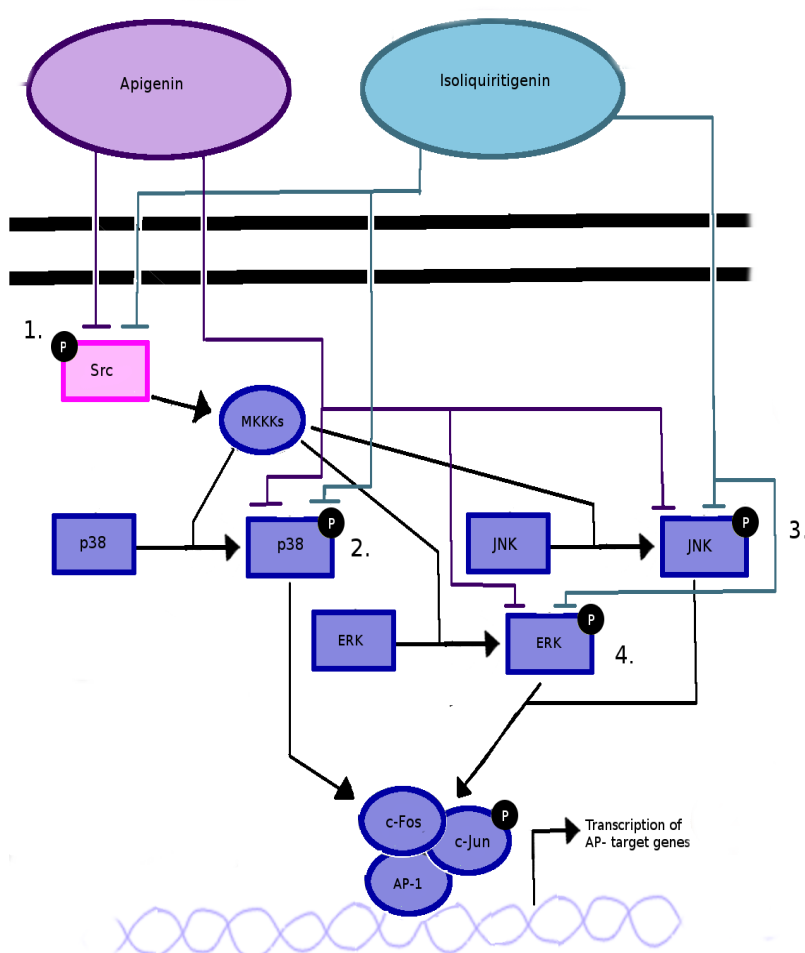 Apigenin
Isoliquiritigenin
1.
P
Src
MKKKs
p38
p38
P
2.
JNK
JNK
P
3.
ERK
ERK
P
4.
c-Fos
c-Jun
P
AP-1
Transcription of
AP- target genes